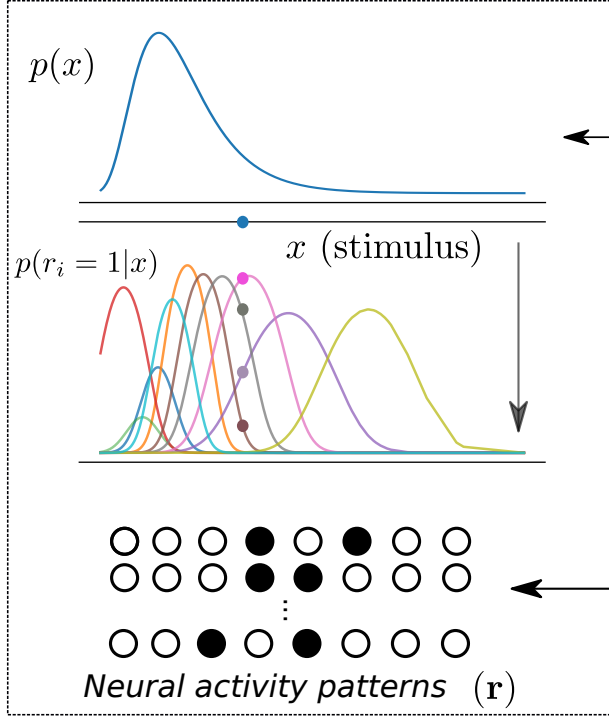 p(x)
x (stimulus)
p(r_i = 1|x)
⋮
Neural activity patterns (r)